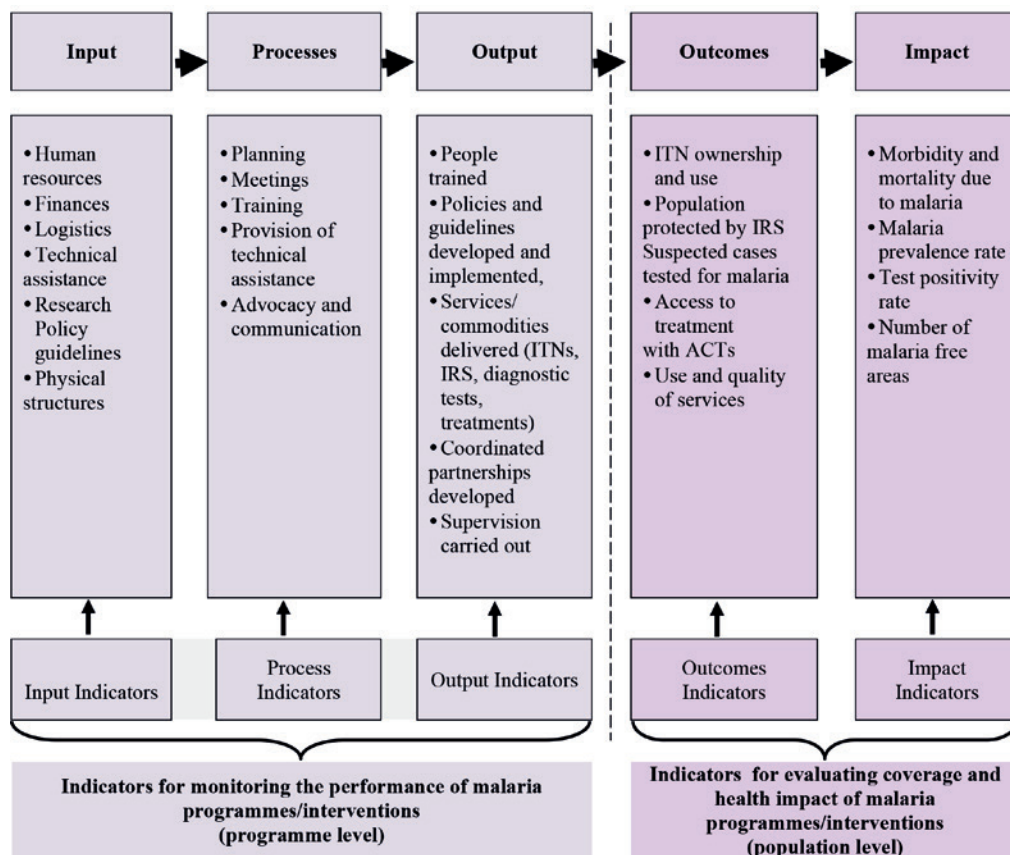 Input
Processes
Output
Outcomes
Impact
• Human
resources
• Finances
• Logistics
• Technical
assistance
• Research
Policy
guidelines
• Physical
structures
• Planning
• Meetings
• Training
• Provision of
technical
assistance
• Advocacy and
communication
• People
trained
• Policies and
guidelines
developed and
implemented,
• Services/
commodities
delivered (ITNs,
IRS, diagnostic
tests,
treatments)
• Coordinated
partnerships
developed
• Supervision
carried out
• ITN ownership
and use
• Population
protected by IRS
Suspected cases
tested for malaria
• Access to
treatment
with ACTs
• Use and quality
of services
• Morbidity and
mortality due
to malaria
• Malaria
prevalence rate
• Test positivity
rate
• Number of
malaria free
areas
Input Indicators
Process
Indicators
Output Indicators
Outcomes
Indicators
Impact
Indicators
Indicators for monitoring the performance of malaria
programmes/interventions
(programme level)
Indicators for evaluating coverage and
health impact of malaria
programmes/interventions
(population level)